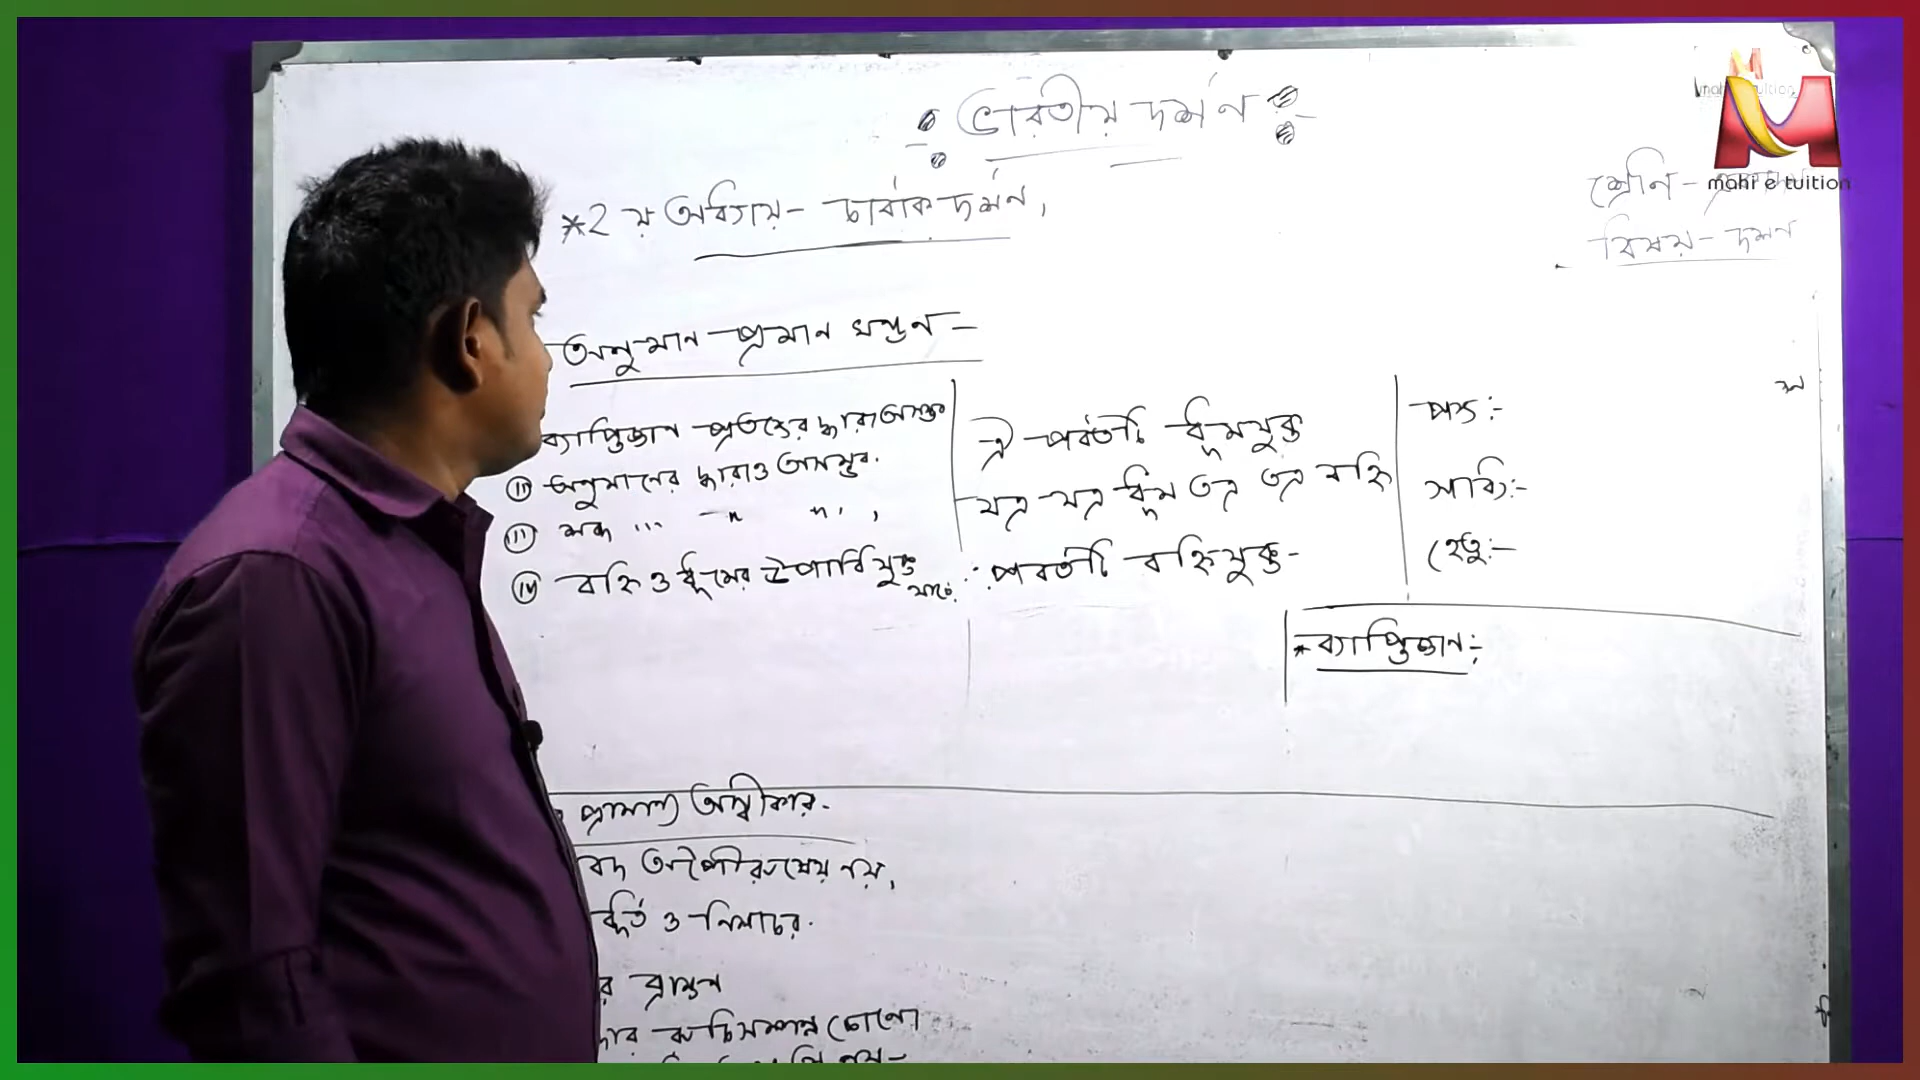 ভারতীয় দর্শন
mahi e tuition
শ্রেণি-
বিষয়- দর্শন
*2 য় অধ্যায়- চার্বাক দর্শন,
অনুমান প্রমান খণ্ডন-
ব্যাপ্তিজ্ঞান প্রত্যক্ষের দ্বারা অসম্ভব
(ii) অনুমানের দ্বারাও অসম্ভব.
(iii) শব্দ ... " " ,
(iv) বহ্নি ও ধূমের উপাধি যুক্ত
ঐ পর্বতটি ধূমযুক্ত
যত্র যত্র ধূম তত্র তত্র বহ্নি
∴ পর্বতটি বহ্নিযুক্ত-
পক্ষ:-
সাধ্য:-
হেতু:-
* ব্যাপ্তিজ্ঞান:-
প্রামাণ্য অস্বীকার.
বেদ অপৌরুষেয় নয়,
ধূর্ত ও নিশাচর.
র ব্রাহ্মণ